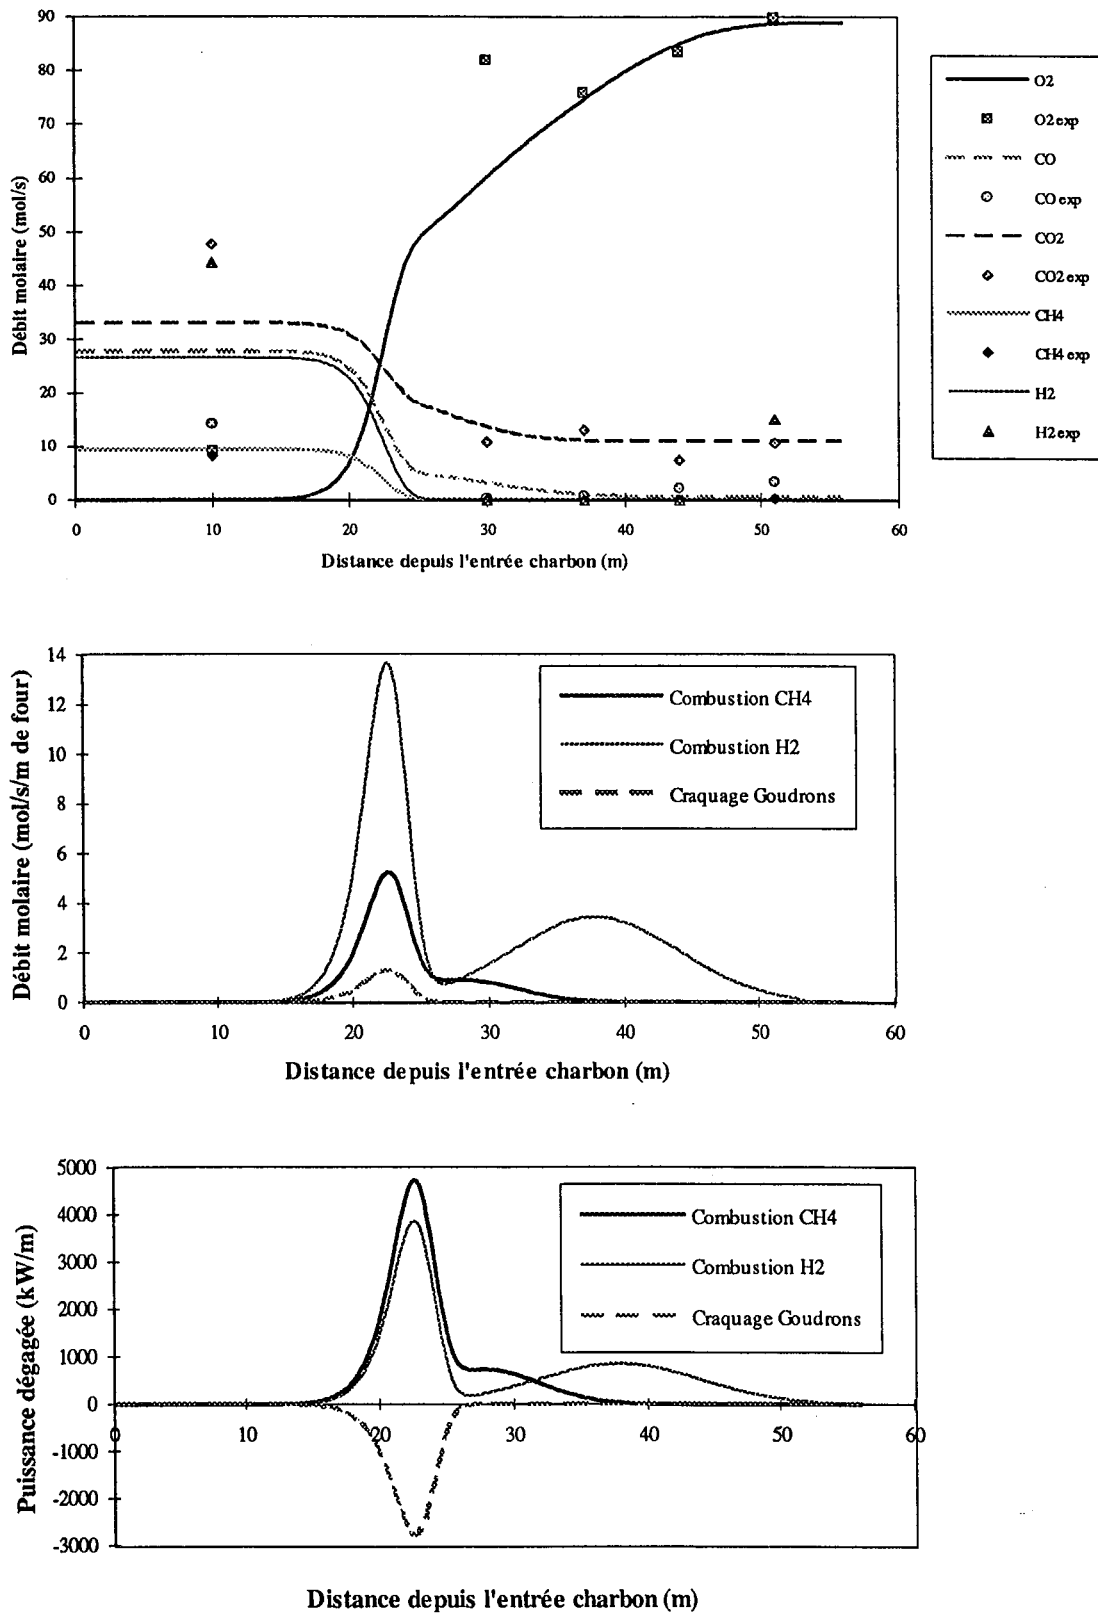 90
80
70
60
50
40
30
20
10
0
Débit molaire (mol/s)
0 10 20 30 40 50 60
Distance depuis l'entrée charbon (m)
O2
O2 exp
CO
CO exp
CO2
CO2 exp
CH4
CH4 exp
H2
H2 exp
14
12
10
8
6
4
2
0
Débit molaire (mol/s/m de four)
Combustion CH4
Combustion H2
Craquage Goudrons
0 10 20 30 40 50 60
Distance depuis l'entrée charbon (m)
5000
4000
3000
2000
1000
0
-1000
-2000
-3000
Puissance dégagée (kW/m)
Combustion CH4
Combustion H2
Craquage Goudrons
0 10 20 30 40 50 60
Distance depuis l'entrée charbon (m)